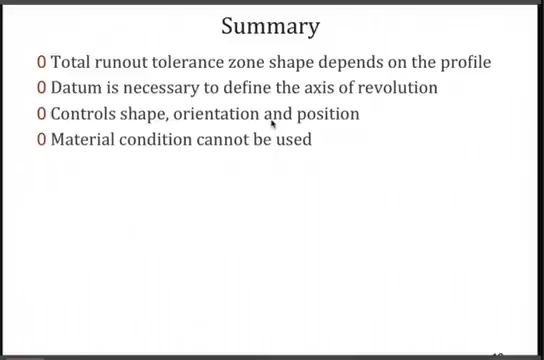 Summary
0 Total runout tolerance zone shape depends on the profile
0 Datum is necessary to define the axis of revolution
0 Controls shape, orientation and position
0 Material condition cannot be used